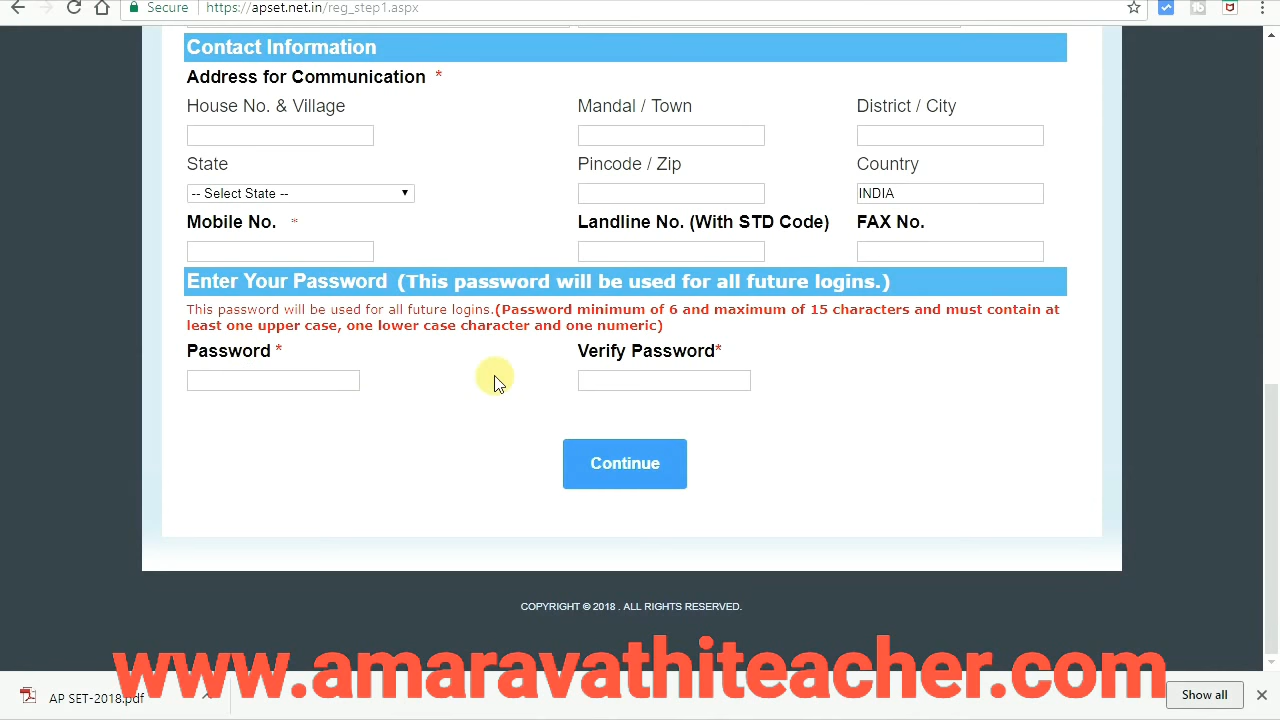 Secure https://apset.net.in/reg_step1.aspx
Contact Information
Address for Communication *
House No. & Village Mandal / Town District / City
State Pincode / Zip Country
-- Select State -- INDIA
Mobile No. * Landline No. (With STD Code) FAX No.
Enter Your Password (This password will be used for all future logins.)
This password will be used for all future logins.(Password minimum of 6 and maximum of 15 characters and must contain at
least one upper case, one lower case character and one numeric)
Password * Verify Password*
Continue
COPYRIGHT © 2018 . ALL RIGHTS RESERVED.
www.amaravathiteacher.com
AP SET-2018.pdf Show all